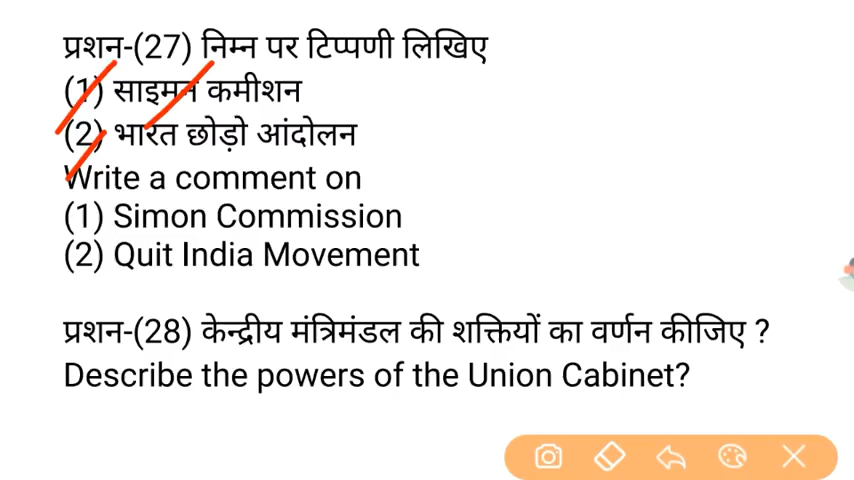 प्रशन-(27) निम्न पर टिप्पणी लिखिए
(1) साइमन कमीशन
(2) भारत छोड़ो आंदोलन
Write a comment on
(1) Simon Commission
(2) Quit India Movement
प्रशन-(28) केन्द्रीय मंत्रिमंडल की शक्तियों का वर्णन कीजिए ?
Describe the powers of the Union Cabinet?